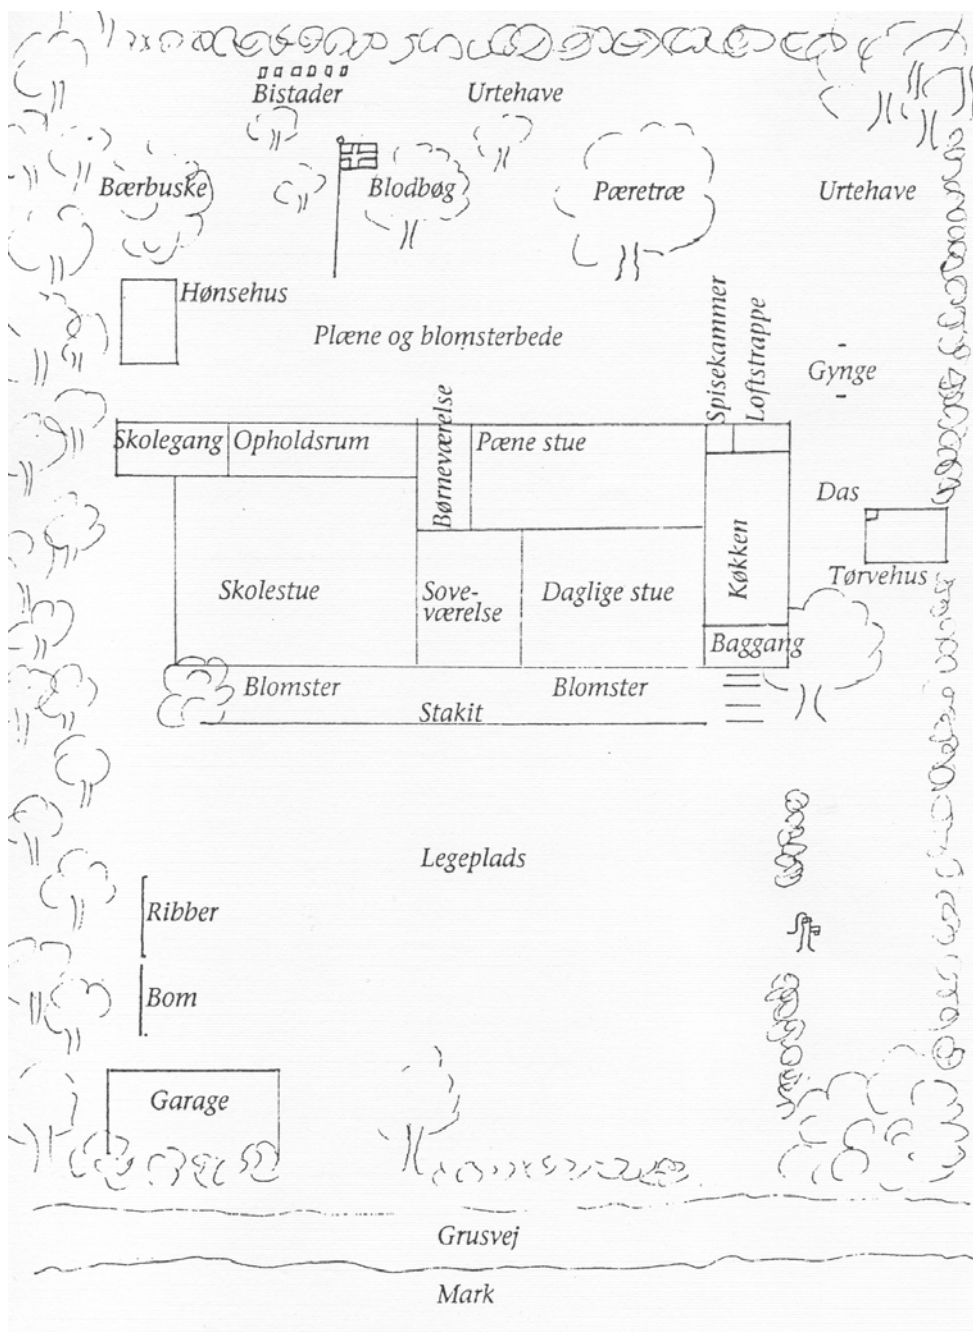 Bistader
Urtehave
Bærbuske
Blodbøg
Pæretræ
Urtehave
Hønsehus
Plæne og blomsterbede
Spisekammer
Loftstrappe
Gynge
Skolegang
Opholdsrum
Børneværelse
Pæne stue
Das
Tørvehus
Skolestue
Sove-
værelse
Daglige stue
Køkken
Baggang
Blomster
Blomster
Stakit
Legeplads
Ribber
Bom
Garage
Grusvej
Mark